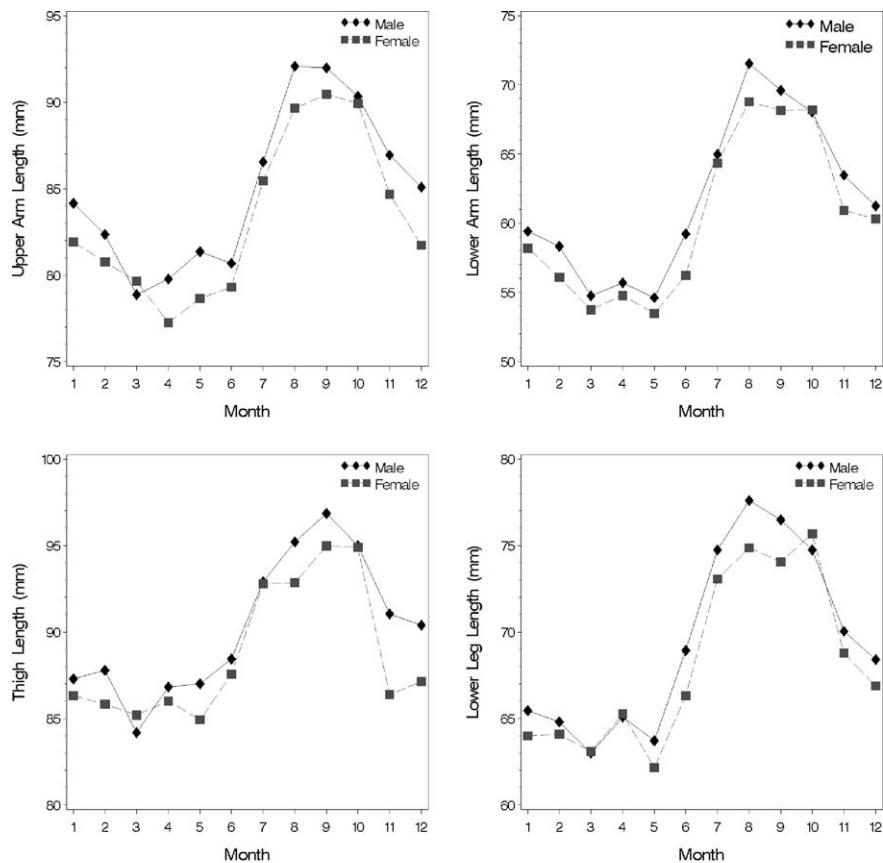 95
90
85
80
75
Upper Arm Length (mm)
Male
Female
1 2 3 4 5 6 7 8 9 10 11 12
Month
75
70
65
60
55
50
Lower Arm Length (mm)
Male
Female
1 2 3 4 5 6 7 8 9 10 11 12
Month
100
95
90
85
80
Thigh Length (mm)
Male
Female
1 2 3 4 5 6 7 8 9 10 11 12
Month
80
75
70
65
60
Lower Leg Length (mm)
Male
Female
1 2 3 4 5 6 7 8 9 10 11 12
Month